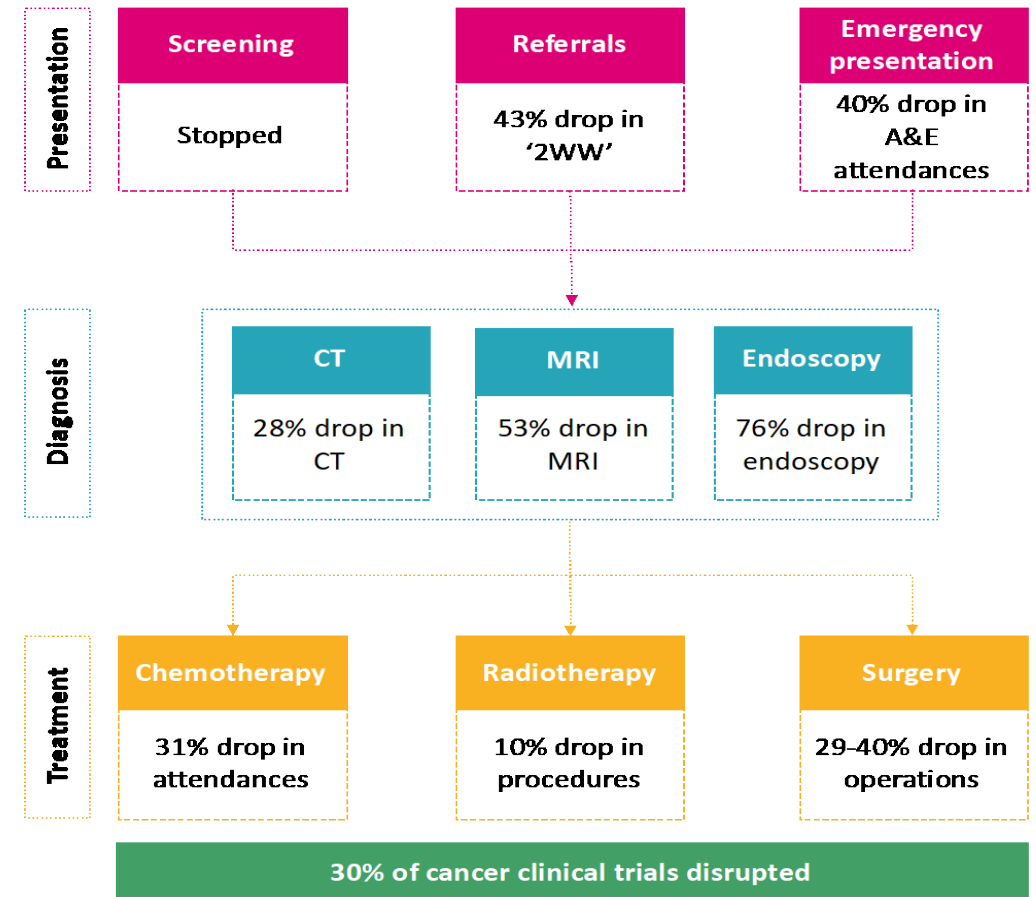 Presentation
Screening
Stopped
Referrals
43% drop in
‘2WW’
Emergency
presentation
40% drop in
A&E
attendances
Diagnosis
CT
28% drop in
CT
MRI
53% drop in
MRI
Endoscopy
76% drop in
endoscopy
Treatment
Chemotherapy
31% drop in
attendances
Radiotherapy
10% drop in
procedures
Surgery
29-40% drop in
operations
30% of cancer clinical trials disrupted